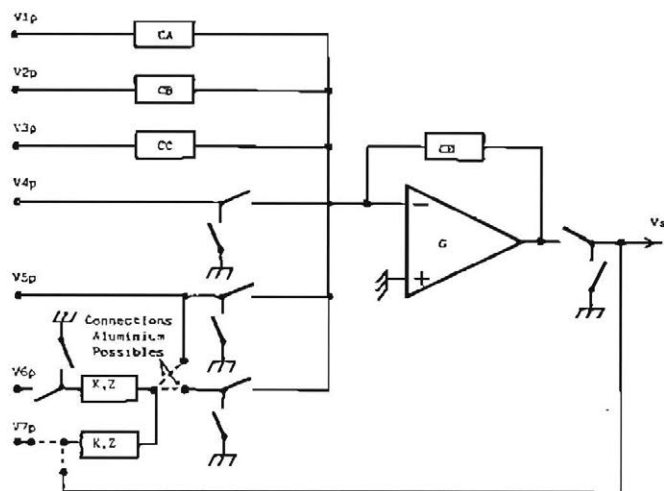 V1p
CA
V2p
CB
V3p
CC
CD
V4p
−
G
+
Vs
V5p
Connections
Aluminium
Possibles
V6p
K,Z
V7p
K,Z